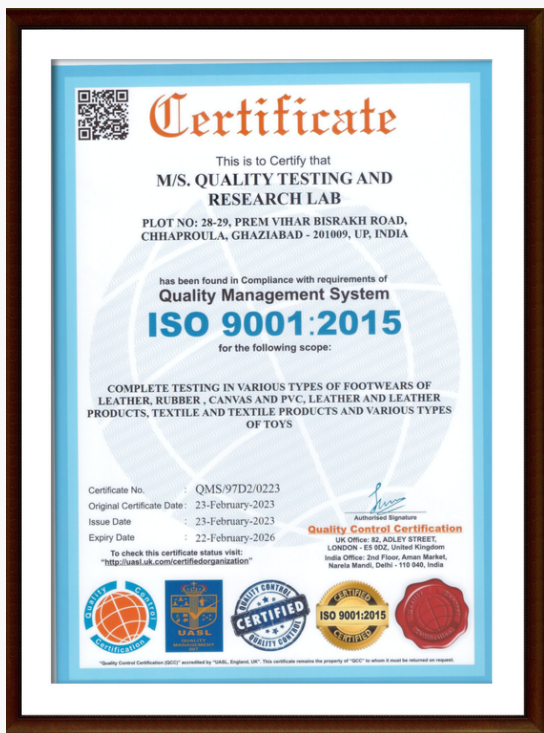 Certificate
This is to Certify that
M/S. QUALITY TESTING AND
RESEARCH LAB
PLOT NO: 28-29, PREM VIHAR BISRAKH ROAD,
CHHAPROULA, GHAZIABAD - 201009, UP, INDIA
has been found in Compliance with requirements of
Quality Management System
ISO 9001:2015
for the following scope:
COMPLETE TESTING IN VARIOUS TYPES OF FOOTWEARS OF
LEATHER, RUBBER , CANVAS AND PVC, LEATHER AND LEATHER
PRODUCTS, TEXTILE AND TEXTILE PRODUCTS AND VARIOUS TYPES
OF TOYS
Certificate No. : QMS/97D2/0223
Original Certificate Date : 23-February-2023
Issue Date : 23-February-2023
Expiry Date : 22-February-2026
To check this certificate status visit:
"http://uasl.uk.com/certifiedorganization"
Authorised Signature
Quality Control Certification
UK Office: 82, ADLEY STREET,
LONDON - E5 0DZ, United Kingdom
India Office: 2nd Floor, Aman Market,
Narela Mandi, Delhi - 110 040, India
Quality Control
Certification
UASL
QUALITY
MANAGEMENT
QUALITY CONTROL
CERTIFIED
QUALITY CONTROL
CERTIFIED
ISO 9001:2015
CERTIFIED
"Quality Control Certification (QCC)" accredited by "UASL, England, UK". This certificate remains the property of "QCC" to whom it must be returned on request.